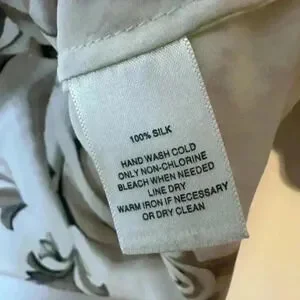 100% SILK
HAND WASH COLD
ONLY NON-CHLORINE
BLEACH WHEN NEEDED
LINE DRY
WARM IRON IF NECESSARY
OR DRY CLEAN